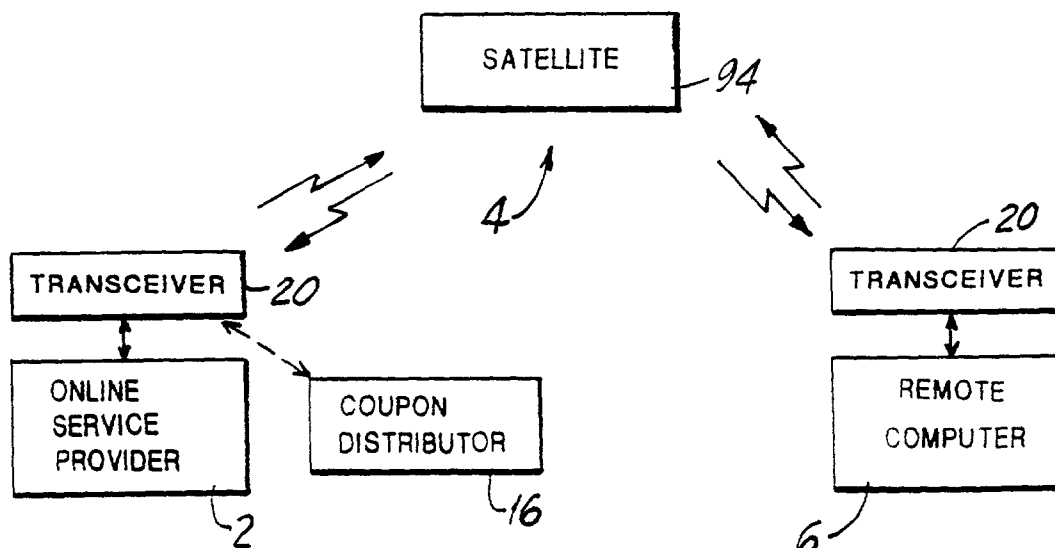 SATELLITE
94
4
20
TRANSCEIVER
20
TRANSCEIVER
ONLINE
SERVICE
PROVIDER
COUPON
DISTRIBUTOR
REMOTE
COMPUTER
2
16
6